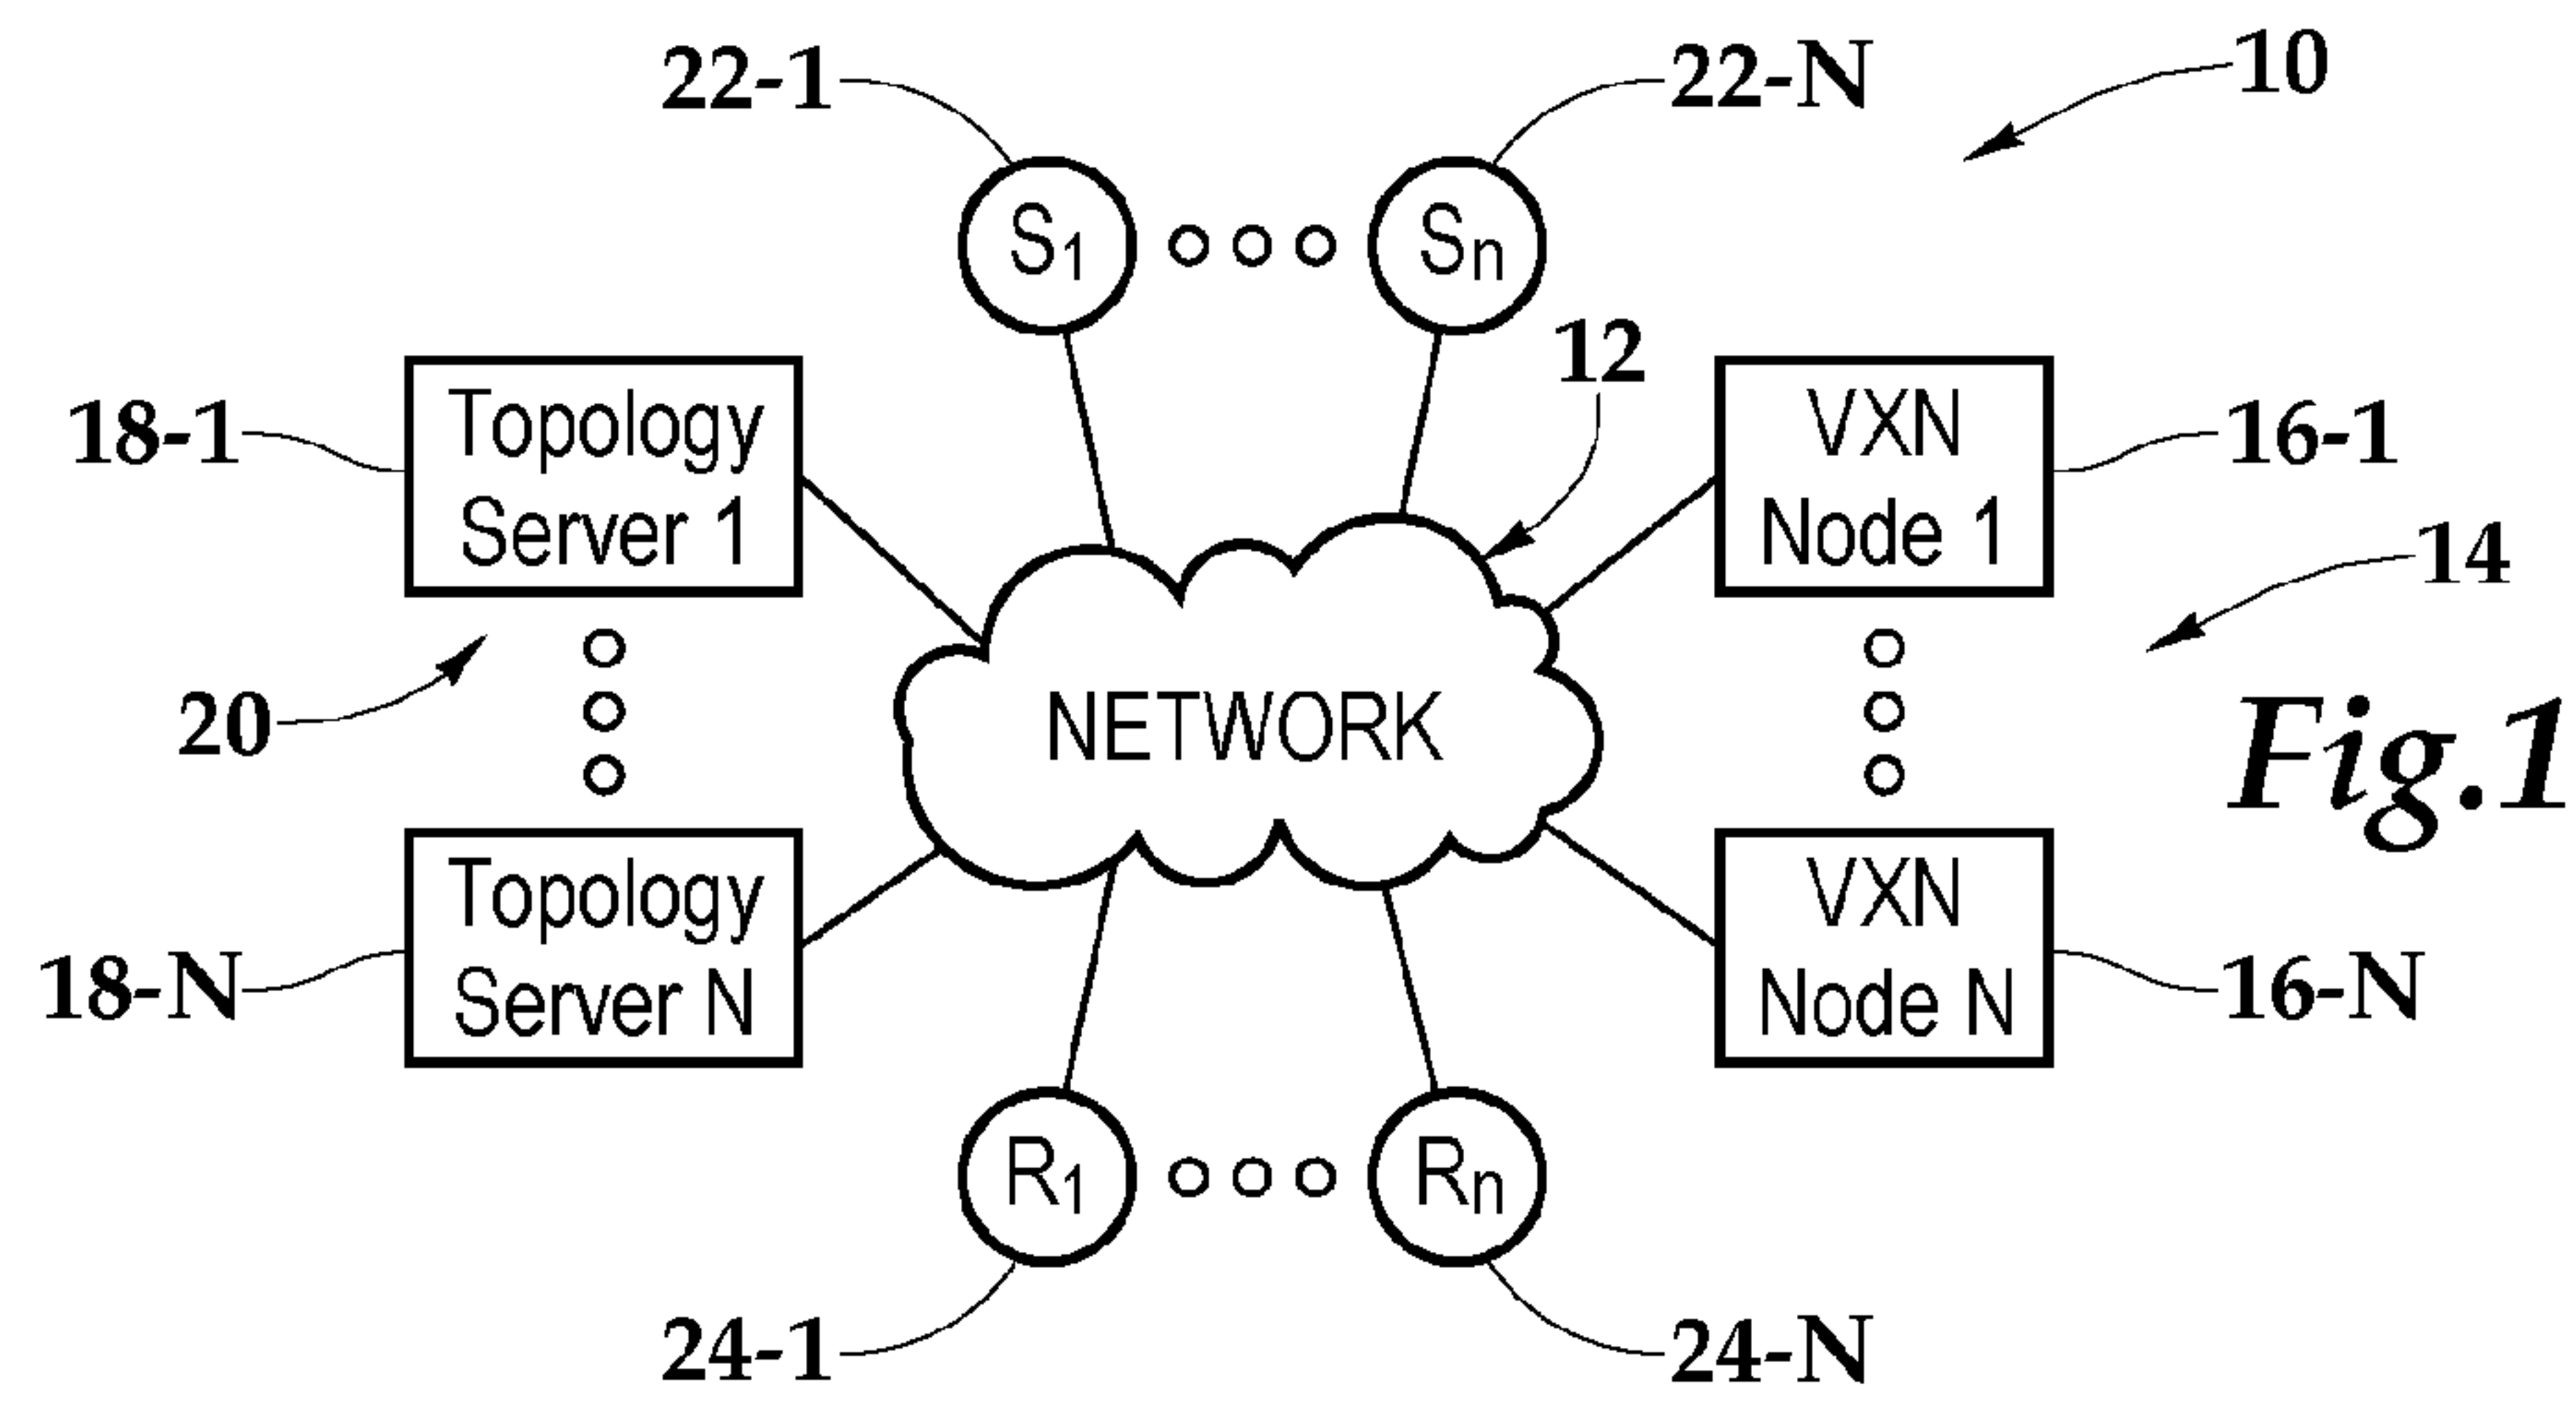 22-1
22-N
10
S1
Sn
12
18-1
Topology
Server 1
VXN
Node 1
16-1
14
20
NETWORK
Fig.1
18-N
Topology
Server N
VXN
Node N
16-N
R1
Rn
24-1
24-N